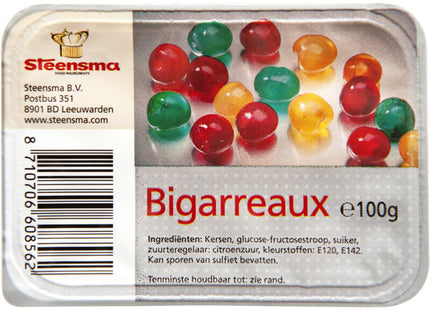 Steensma
FOOD INGREDIENTS
Steensma B.V.
Postbus 351
8901 BD Leeuwarden
www.steensma.com
8 710706 608562
Bigarreaux ℮100g
Ingrediënten: Kersen, glucose-fructosestroop, suiker,
zuurteregelaar: citroenzuur, kleurstoffen: E120, E142.
Kan sporen van sulfiet bevatten.
Tenminste houdbaar tot: zie rand.